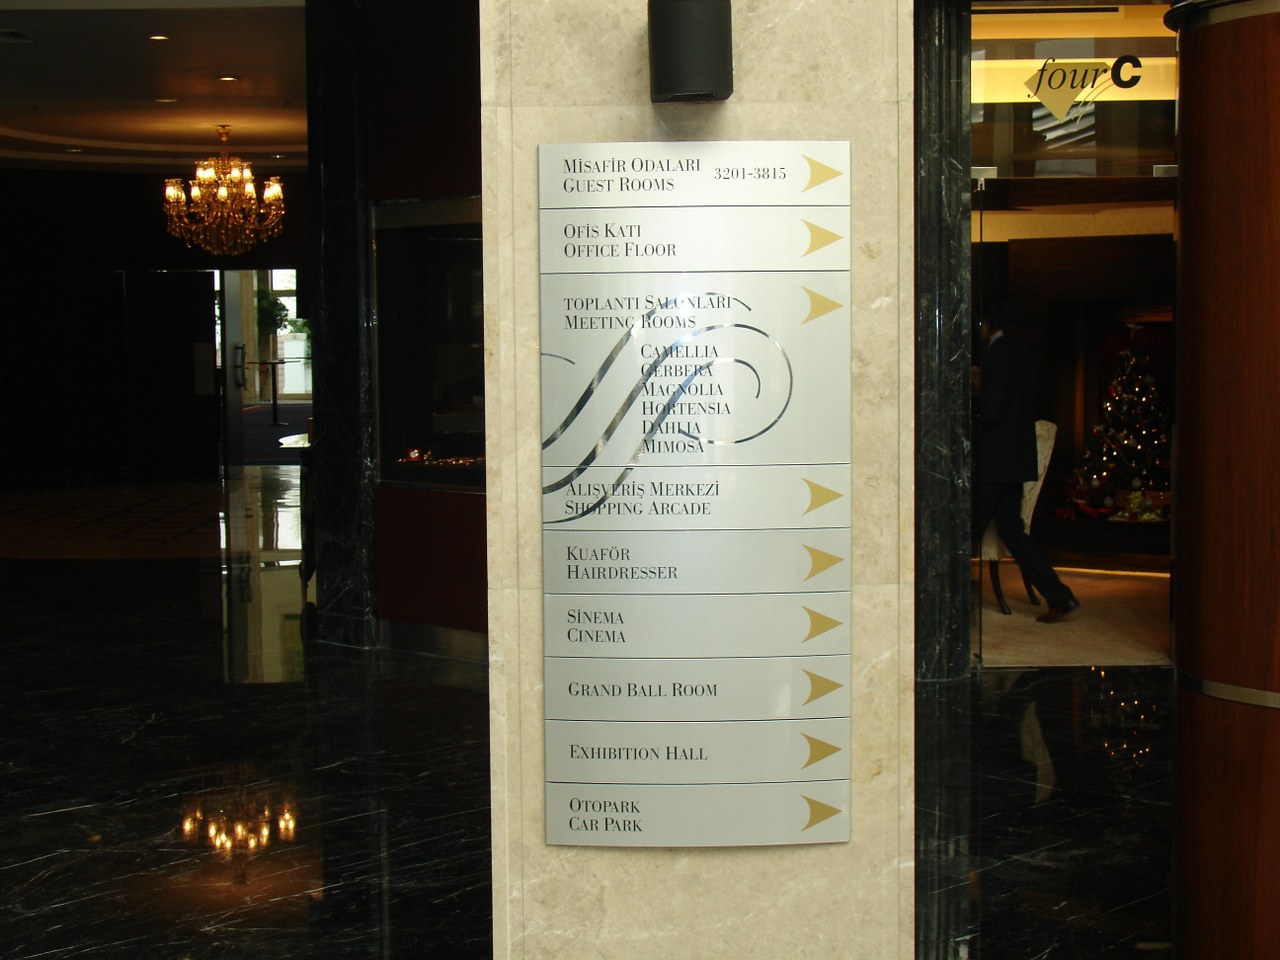 fourC
MİSAFİR ODALARI
GUEST ROOMS
3201-3815
OFİS KATI
OFFICE FLOOR
TOPLANTI SALONLARI
MEETING ROOMS
CAMELLIA
GERBERA
MAGNOLIA
HORTENSIA
DAHLIA
MIMOSA
ALIŞVERİŞ MERKEZİ
SHOPPING ARCADE
KUAFÖR
HAIRDRESSER
SİNEMA
CINEMA
GRAND BALL ROOM
EXHIBITION HALL
OTOPARK
CAR PARK